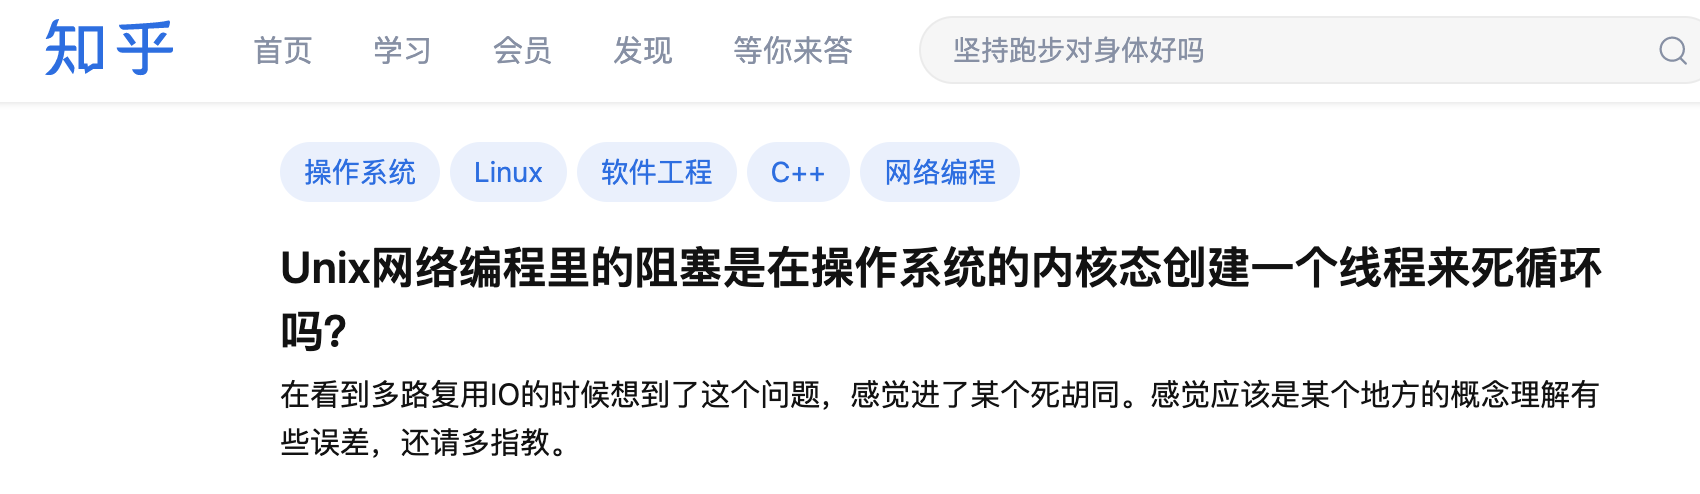 知乎 首页 学习 会员 发现 等你来答 坚持跑步对身体好吗
操作系统 Linux 软件工程 C++ 网络编程
Unix网络编程里的阻塞是在操作系统的内核态创建一个线程来死循环
吗?
在看到多路复用IO的时候想到了这个问题，感觉进了某个死胡同。感觉应该是某个地方的概念理解有
些误差，还请多指教。